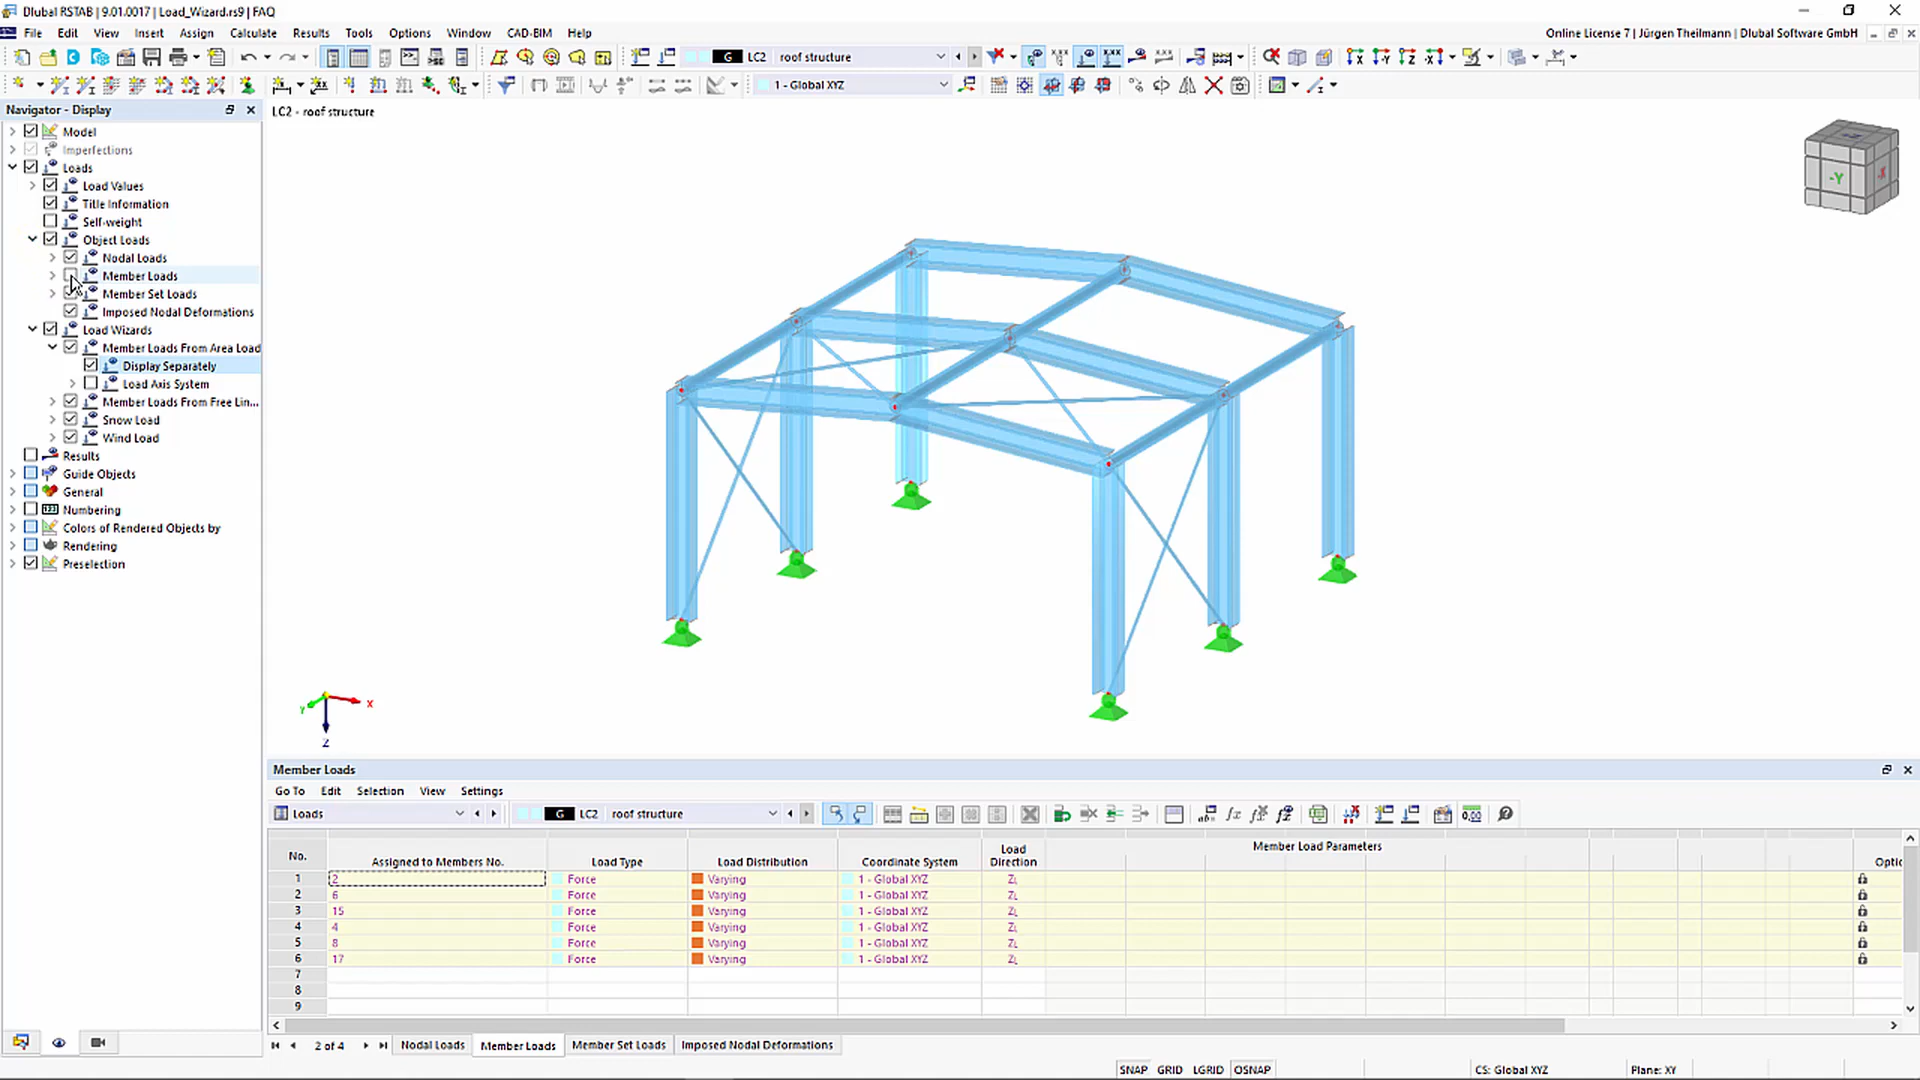 Dlubal RSTAB | 9.01.0017 | Load_Wizard.rs9 | FAQ
File Edit View Insert Assign Calculate Results Tools Options Window CAD-BIM Help
Online License 7 | Jürgen Theilmann | Dlubal Software GmbH
G LC2 roof structure
1 - Global XYZ
Navigator - Display
LC2 - roof structure
Model
Imperfections
Loads
Load Values
Title Information
Self-weight
Object Loads
Nodal Loads
Member Loads
Member Set Loads
Imposed Nodal Deformations
Load Wizards
Member Loads From Area Load
Display Separately
Load Axis System
Member Loads From Free Lin...
Snow Load
Wind Load
Results
Guide Objects
General
Numbering
Colors of Rendered Objects by
Rendering
Preselection
-Y -X
X
Y
Z
Member Loads
Go To Edit Selection View Settings
Loads G LC2 roof structure
No. Assigned to Members No. Load Type Load Distribution Coordinate System Load Direction Member Load Parameters Optio
1 2 Force Varying 1 - Global XYZ ZL
2 6 Force Varying 1 - Global XYZ ZL
3 15 Force Varying 1 - Global XYZ ZL
4 4 Force Varying 1 - Global XYZ ZL
5 8 Force Varying 1 - Global XYZ ZL
6 17 Force Varying 1 - Global XYZ ZL
7
8
9
2 of 4 Nodal Loads Member Loads Member Set Loads Imposed Nodal Deformations
SNAP GRID LGRID OSNAP CS: Global XYZ Plane: XY